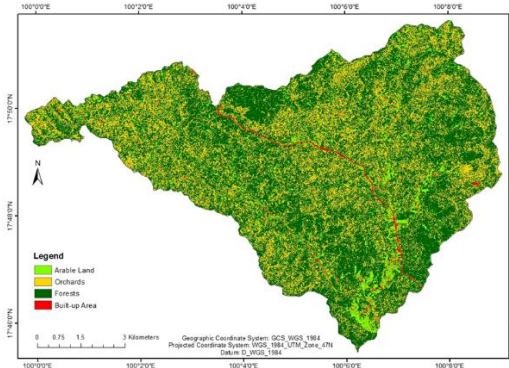 100°0'0"E 100°2'0"E 100°4'0"E 100°6'0"E 100°8'0"E
17°50'0"N
17°48'0"N
17°46'0"N
N
Legend
Arable Land
Orchards
Forests
Built-up Area
0 0.75 1.5 3 Kilometers
Geographic Coordinate System: GCS_WGS_1984
Projected Coordinate System: WGS_1984_UTM_Zone_47N
Datum: D_WGS_1984
100°0'0"E 100°2'0"E 100°4'0"E 100°6'0"E 100°8'0"E